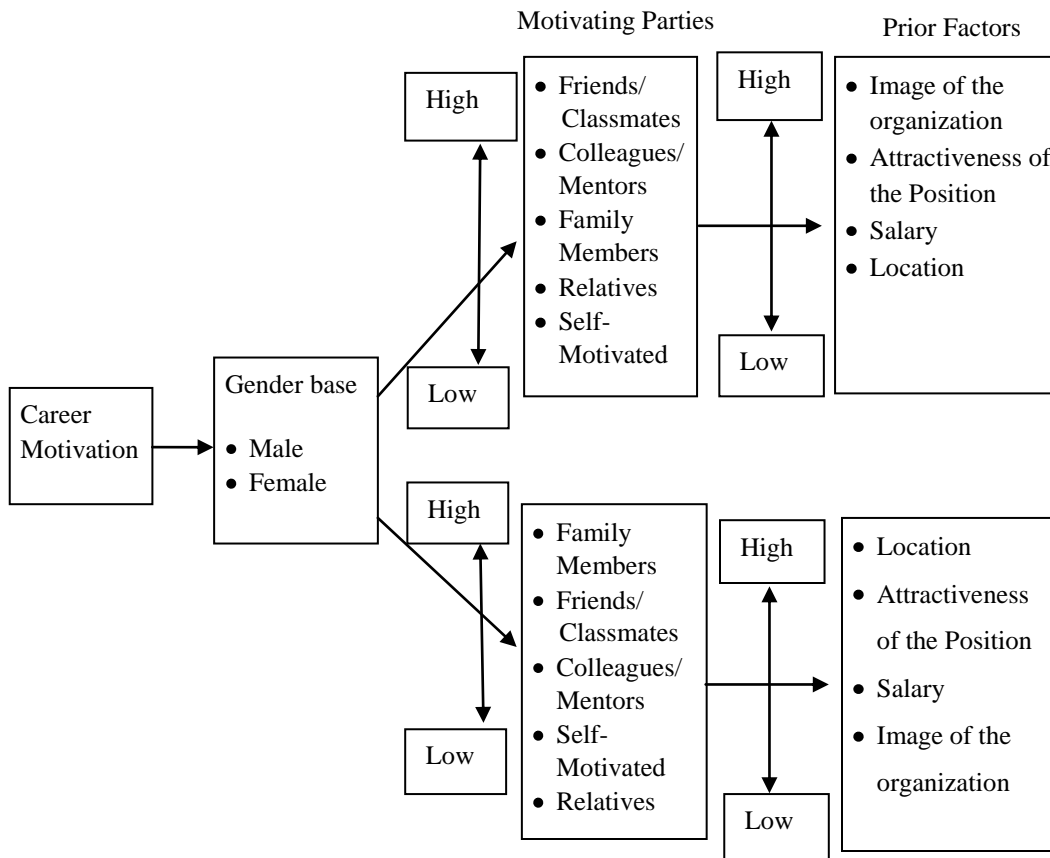 Motivating Parties
Prior Factors
High
Low
• Friends/
Classmates
• Colleagues/
Mentors
• Family
Members
• Relatives
• Self-
Motivated
High
Low
• Image of the
organization
• Attractiveness of
the Position
• Salary
• Location
Career
Motivation
Gender base
• Male
• Female
High
Low
• Family
Members
• Friends/
Classmates
• Colleagues/
Mentors
• Self-
Motivated
• Relatives
High
Low
• Location
• Attractiveness
of the Position
• Salary
• Image of the
organization